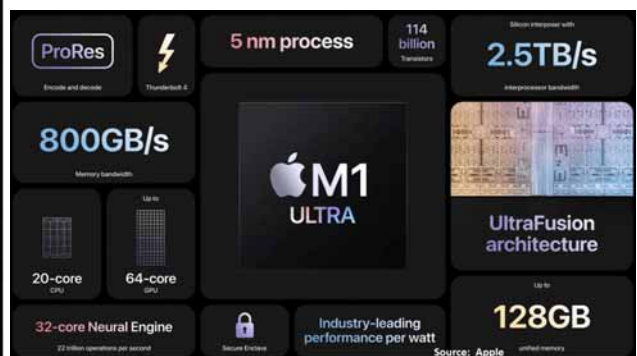 ProRes
Encode and decode
Thunderbolt 4
5 nm process
114
billion
Transistors
Silicon interposer with
2.5TB/s
interprocessor bandwidth
800GB/s
Memory bandwidth
M1
ULTRA
UltraFusion
architecture
20-core
CPU
Up to
64-core
GPU
Up to
128GB
unified memory
32-core Neural Engine
22 trillion operations per second
Secure Enclave
Industry-leading
performance per watt
Source: Apple